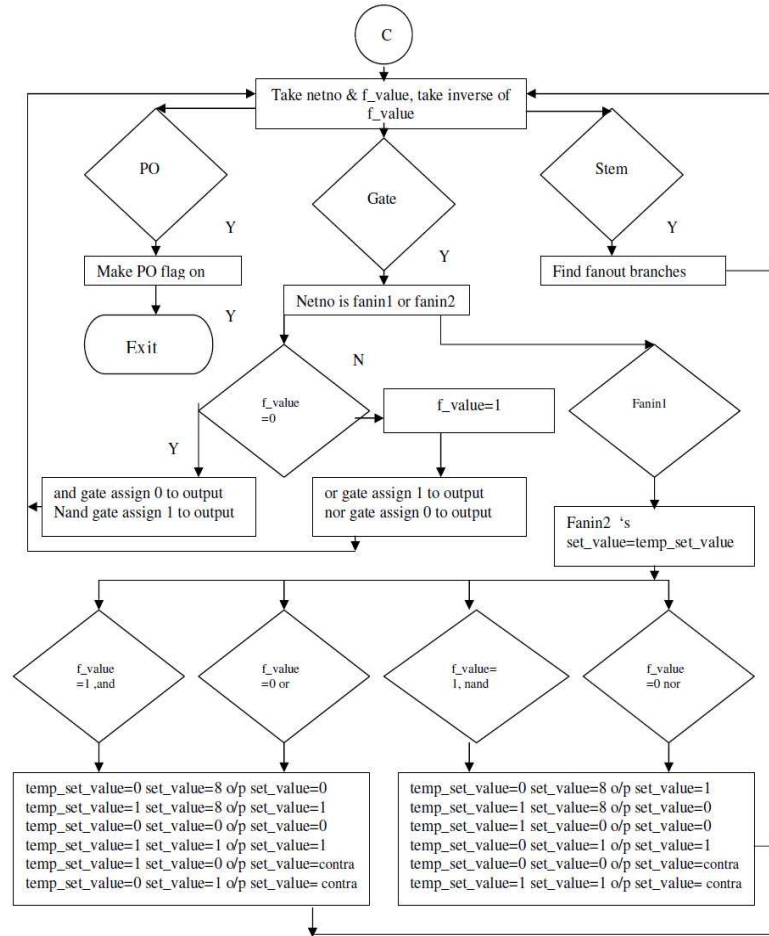 C
Take netno & f_value, take inverse of
f_value
PO
Gate
Stem
Y
Y
Y
Make PO flag on
Find fanout branches
Netno is fanin1 or fanin2
Y
Exit
N
f_value
=0
f_value=1
Fanin1
Y
and gate assign 0 to output
Nand gate assign 1 to output
or gate assign 1 to output
nor gate assign 0 to output
Fanin2 ‘s
set_value=temp_set_value
f_value
=1 ,and
f_value
=0 or
f_value=
1, nand
f_value
=0 nor
temp_set_value=0 set_value=8 o/p set_value=0
temp_set_value=1 set_value=8 o/p set_value=1
temp_set_value=0 set_value=0 o/p set_value=0
temp_set_value=1 set_value=1 o/p set_value=1
temp_set_value=1 set_value=0 o/p set_value=contra
temp_set_value=0 set_value=1 o/p set_value= contra
temp_set_value=0 set_value=8 o/p set_value=1
temp_set_value=1 set_value=8 o/p set_value=0
temp_set_value=1 set_value=0 o/p set_value=0
temp_set_value=0 set_value=1 o/p set_value=1
temp_set_value=0 set_value=0 o/p set_value=contra
temp_set_value=1 set_value=1 o/p set_value= contra